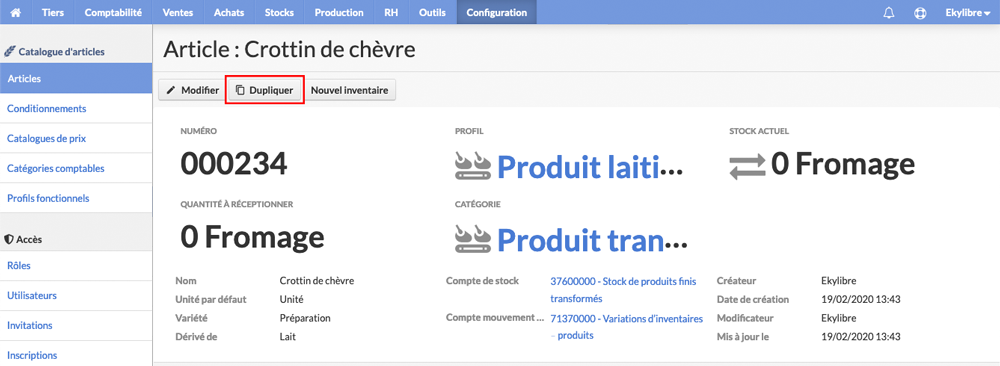 Tiers Comptabilité Ventes Achats Stocks Production RH Outils Configuration Ekylibre
Catalogue d'articles
Articles
Conditionnements
Catalogues de prix
Catégories comptables
Profils fonctionnels
Accès
Rôles
Utilisateurs
Invitations
Inscriptions
Article : Crottin de chèvre
Modifier Dupliquer Nouvel inventaire
NUMÉRO
000234
PROFIL
Produit laiti...
STOCK ACTUEL
0 Fromage
QUANTITÉ À RÉCEPTIONNER
0 Fromage
CATÉGORIE
Produit tran...
Nom Crottin de chèvre
Unité par défaut Unité
Variété Préparation
Dérivé de Lait
Compte de stock 37600000 - Stock de produits finis
transformés
Compte mouvement ... 71370000 - Variations d'inventaires
- produits
Créateur Ekylibre
Date de création 19/02/2020 13:43
Modificateur Ekylibre
Mis à jour le 19/02/2020 13:43